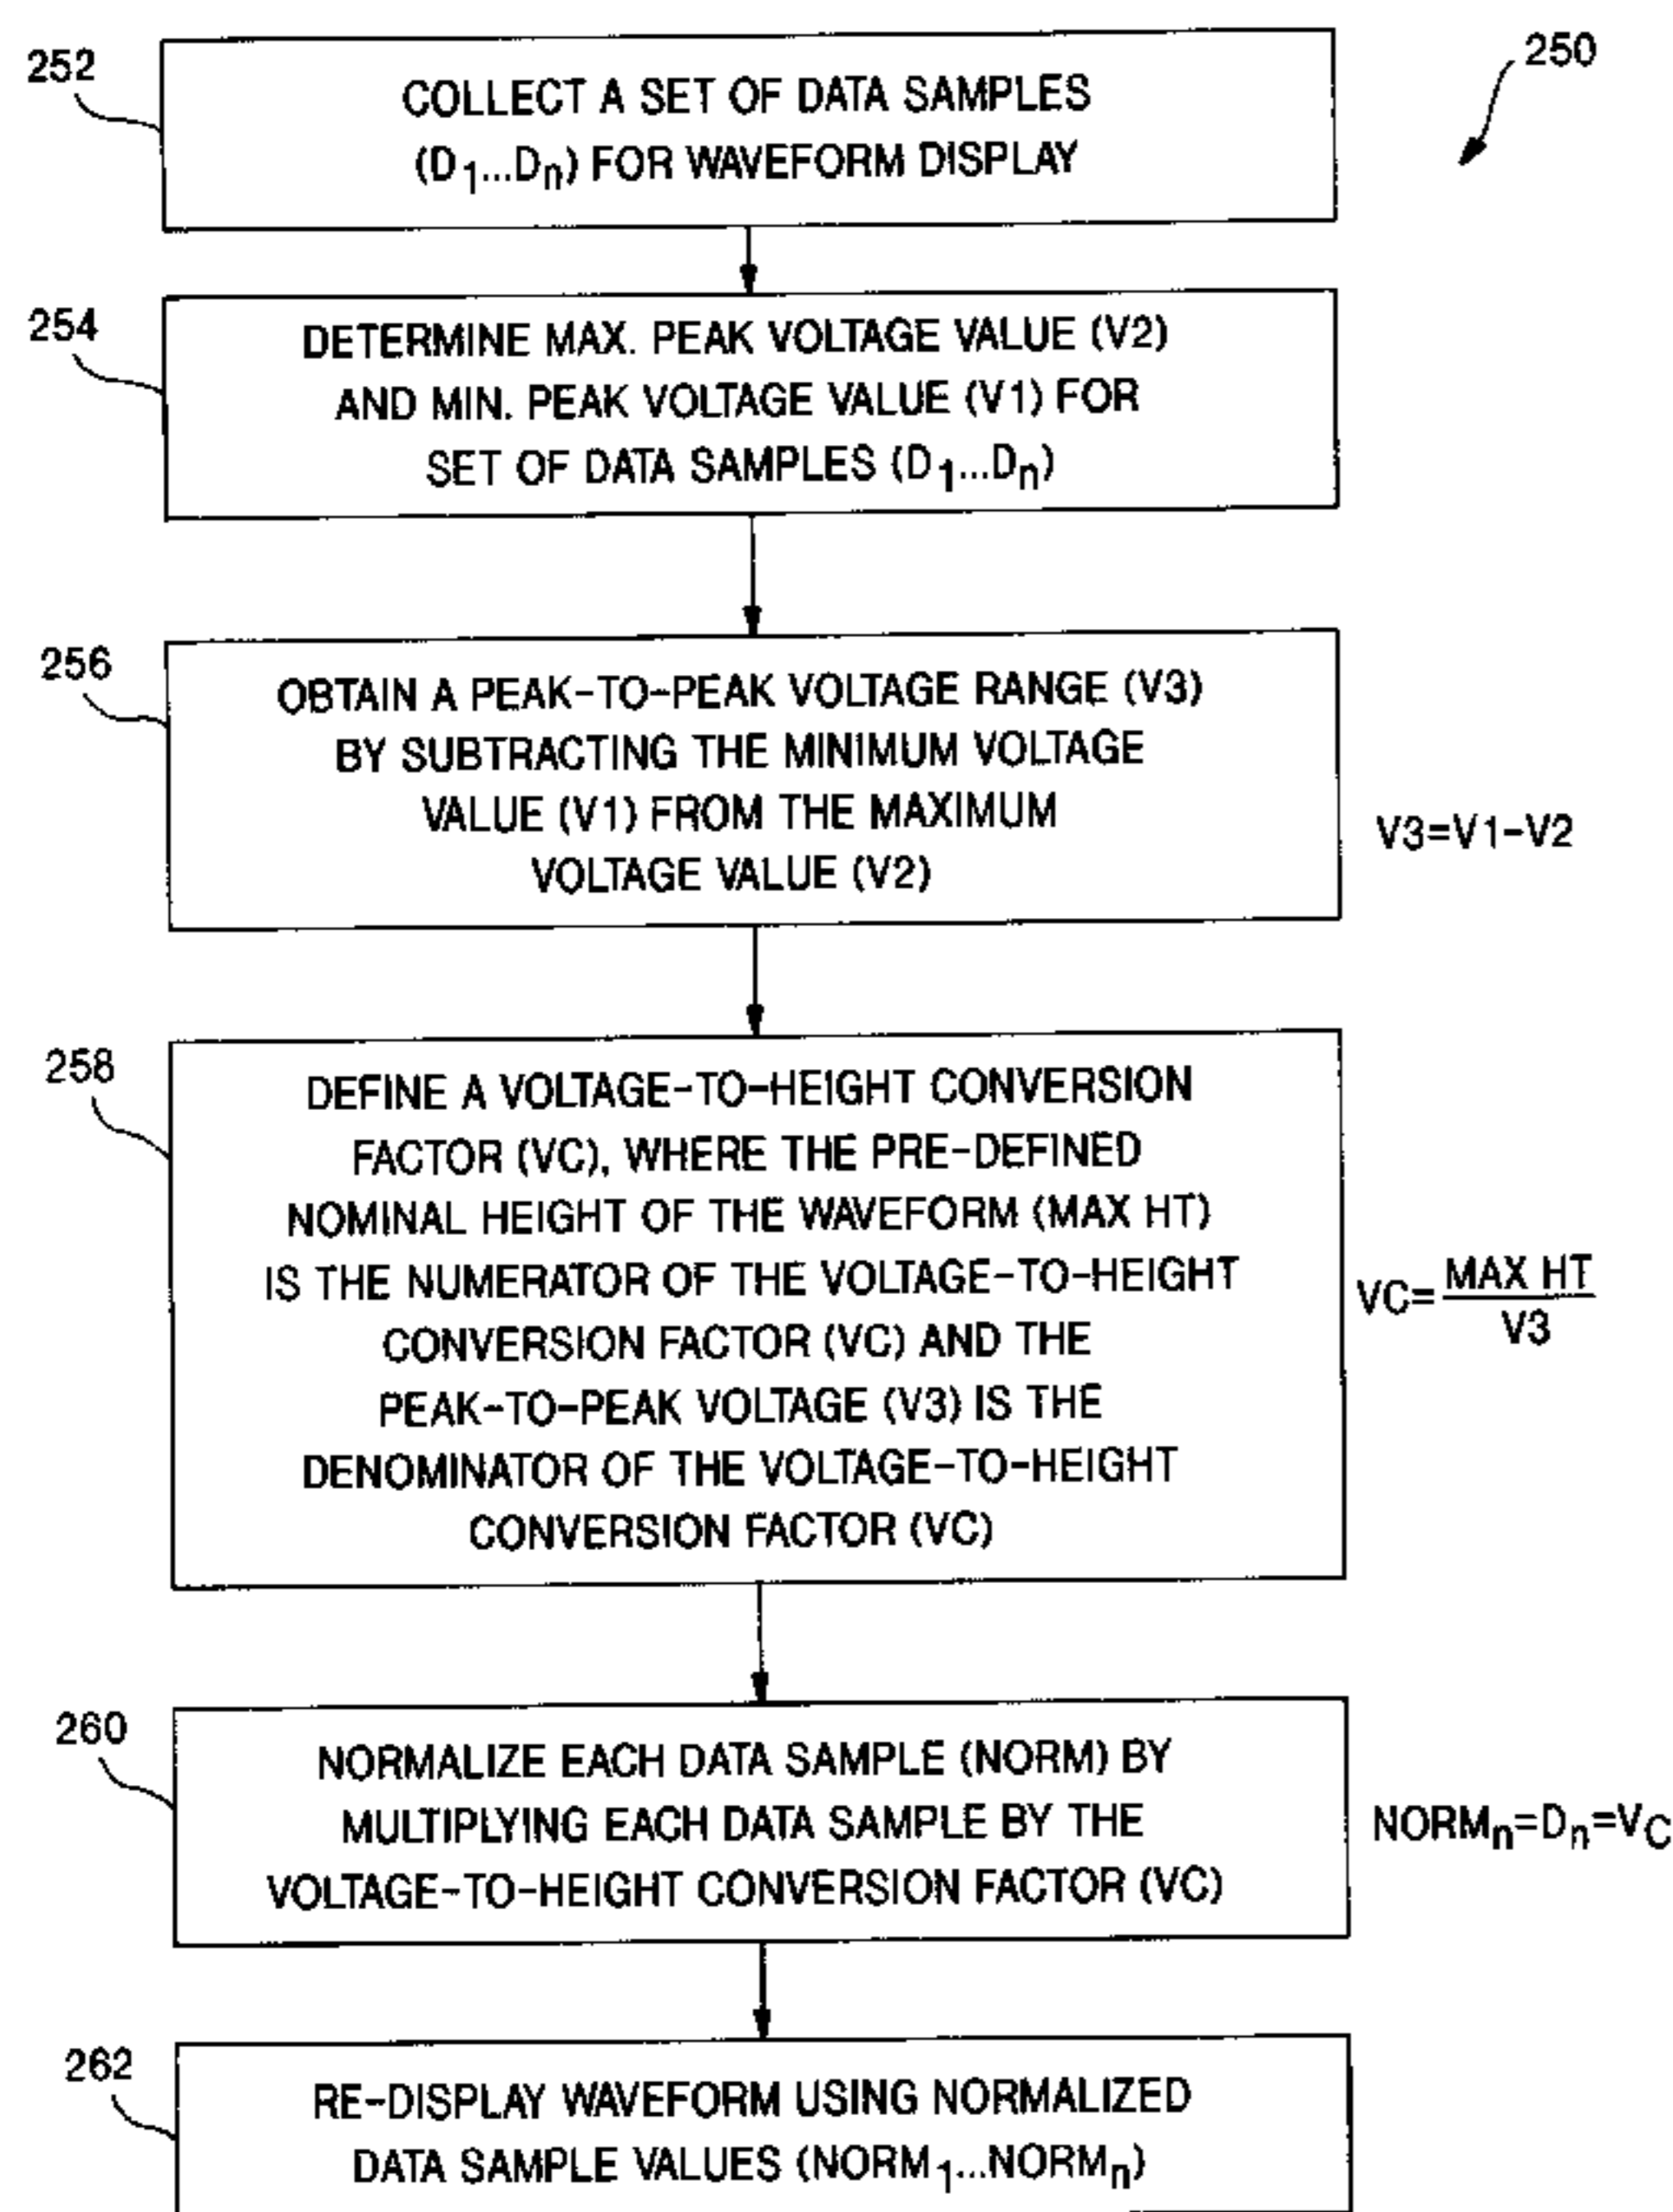 250
252
COLLECT A SET OF DATA SAMPLES
(D1...Dn) FOR WAVEFORM DISPLAY
254
DETERMINE MAX. PEAK VOLTAGE VALUE (V2)
AND MIN. PEAK VOLTAGE VALUE (V1) FOR
SET OF DATA SAMPLES (D1...Dn)
256
OBTAIN A PEAK-TO-PEAK VOLTAGE RANGE (V3)
BY SUBTRACTING THE MINIMUM VOLTAGE
VALUE (V1) FROM THE MAXIMUM
VOLTAGE VALUE (V2)
V3=V1-V2
258
DEFINE A VOLTAGE-TO-HEIGHT CONVERSION
FACTOR (VC), WHERE THE PRE-DEFINED
NOMINAL HEIGHT OF THE WAVEFORM (MAX HT)
IS THE NUMERATOR OF THE VOLTAGE-TO-HEIGHT
CONVERSION FACTOR (VC) AND THE
PEAK-TO-PEAK VOLTAGE (V3) IS THE
DENOMINATOR OF THE VOLTAGE-TO-HEIGHT
CONVERSION FACTOR (VC)
VC=MAX HT
V3
260
NORMALIZE EACH DATA SAMPLE (NORM) BY
MULTIPLYING EACH DATA SAMPLE BY THE
VOLTAGE-TO-HEIGHT CONVERSION FACTOR (VC)
NORMn=Dn=VC
262
RE-DISPLAY WAVEFORM USING NORMALIZED
DATA SAMPLE VALUES (NORM1...NORMn)